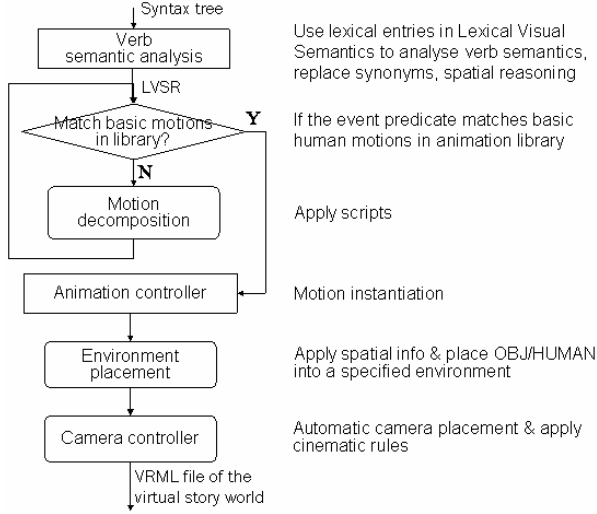 Syntax tree
Verb
semantic analysis
Use lexical entries in Lexical Visual
Semantics to analyse verb semantics,
replace synonyms, spatial reasoning
LVSR
Match basic motions
in library?
Y
If the event predicate matches basic
human motions in animation library
N
Motion
decomposition
Apply scripts
Animation controller
Motion instantiation
Environment
placement
Apply spatial info & place OBJ/HUMAN
into a specified environment
Camera controller
Automatic camera placement & apply
cinematic rules
VRML file of the
virtual story world